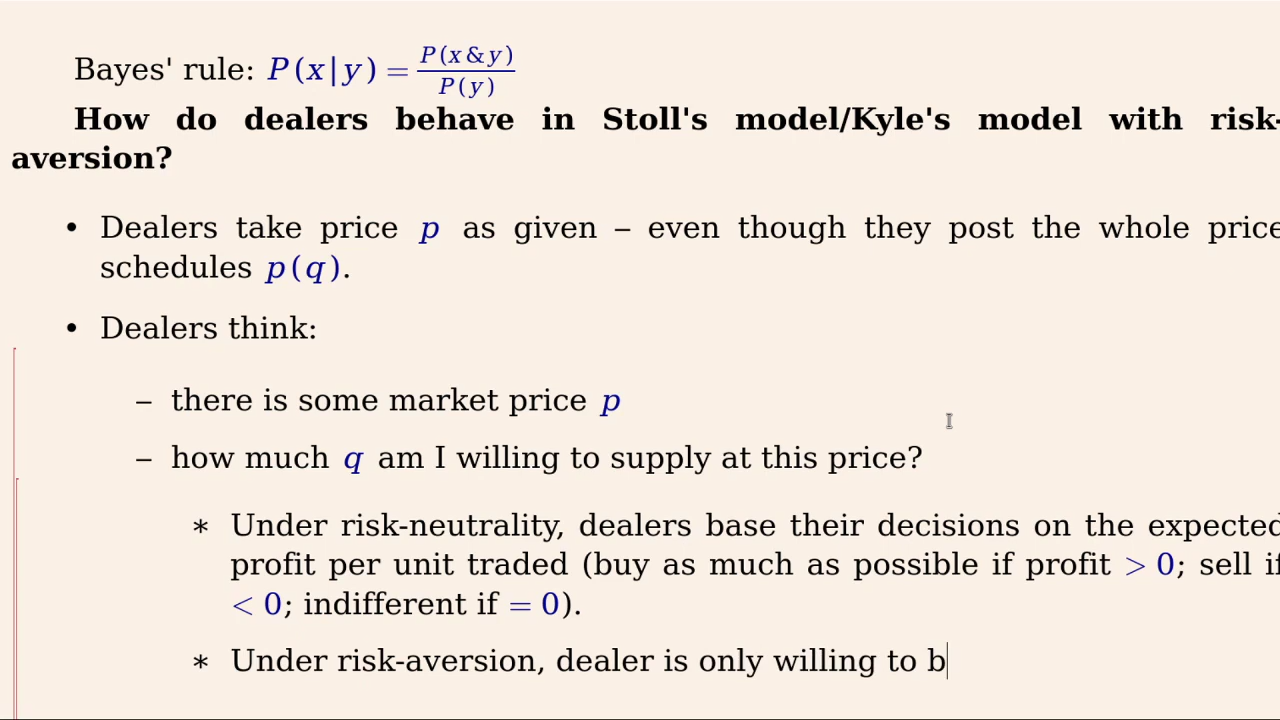 Bayes' rule: P(x|y) = P(x&y)/P(y)
How do dealers behave in Stoll's model/Kyle's model with risk-
aversion?
• Dealers take price p as given – even though they post the whole price
schedules p(q).
• Dealers think:
– there is some market price p
– how much q am I willing to supply at this price?
∗ Under risk-neutrality, dealers base their decisions on the expected
profit per unit traded (buy as much as possible if profit > 0; sell if
< 0; indifferent if = 0).
∗ Under risk-aversion, dealer is only willing to b